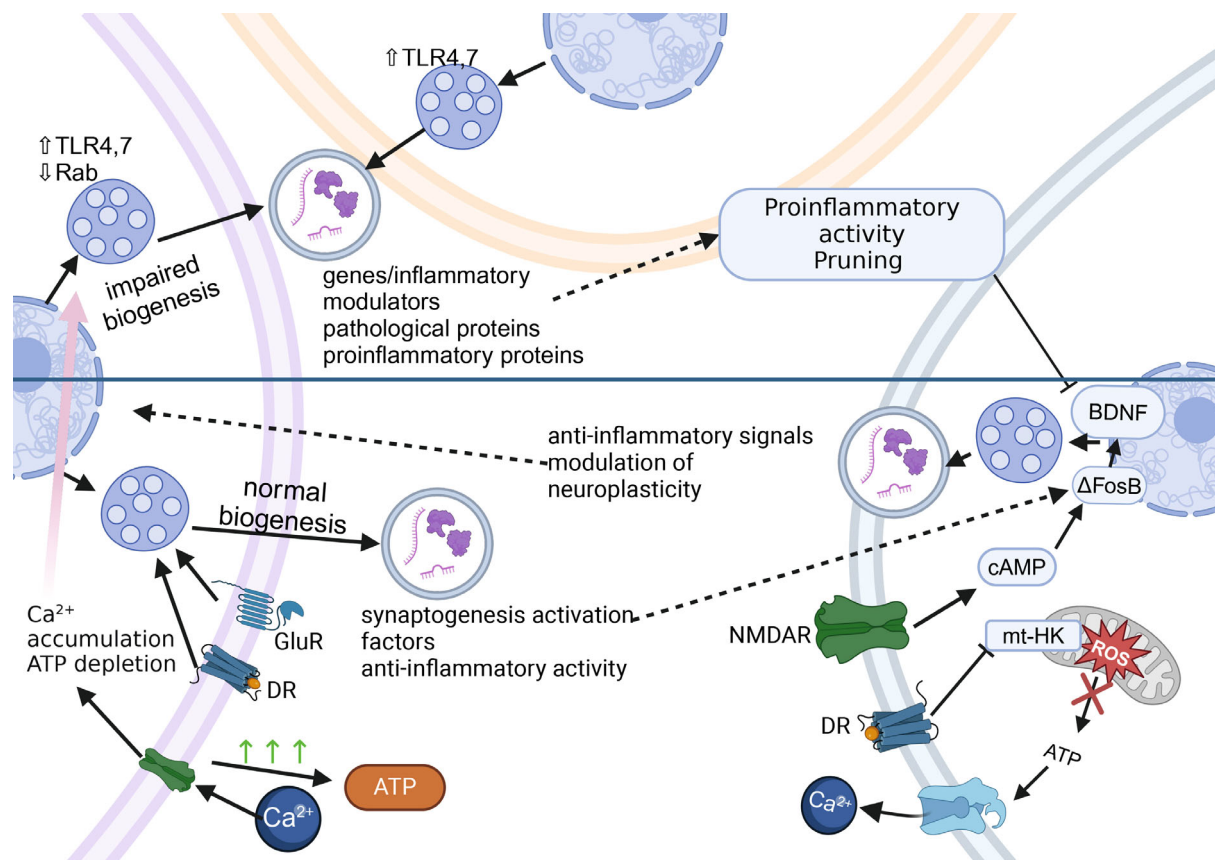 ⇧TLR4,7
⇧TLR4,7
⇩Rab
impaired
biogenesis
genes/inflammatory
modulators
pathological proteins
proinflammatory proteins
Proinflammatory
activity
Pruning
BDNF
ΔFosB
cAMP
anti-inflammatory signals
modulation of
neuroplasticity
normal
biogenesis
synaptogenesis activation
factors
anti-inflammatory activity
Ca²⁺
accumulation
ATP depletion
GluR
DR
ATP
Ca²⁺
NMDAR
mt-HK
ROS
DR
ATP
Ca²⁺